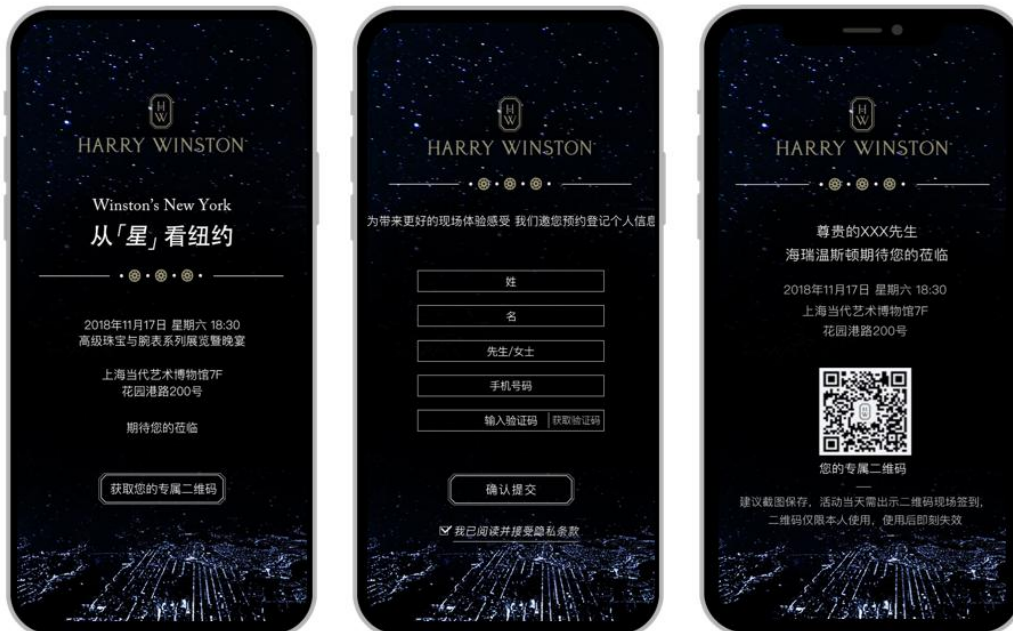 HW
HARRY WINSTON
Winston's New York
从「星」看纽约
2018年11月17日 星期六 18:30
高级珠宝与腕表系列展览暨晚宴
上海当代艺术博物馆7F
花园港路200号
期待您的莅临
获取您的专属二维码
HW
HARRY WINSTON
为带来更好的现场体验感受 我们邀您预约登记个人信息
姓
名
先生/女士
手机号码
输入验证码 获取验证码
确认提交
我已阅读并接受隐私条款
HW
HARRY WINSTON
尊贵的XXX先生
海瑞温斯顿期待您的莅临
2018年11月17日 星期六 18:30
上海当代艺术博物馆7F
花园港路200号
您的专属二维码
建议截图保存，活动当天需出示二维码现场签到，
二维码仅限本人使用，使用后即刻失效